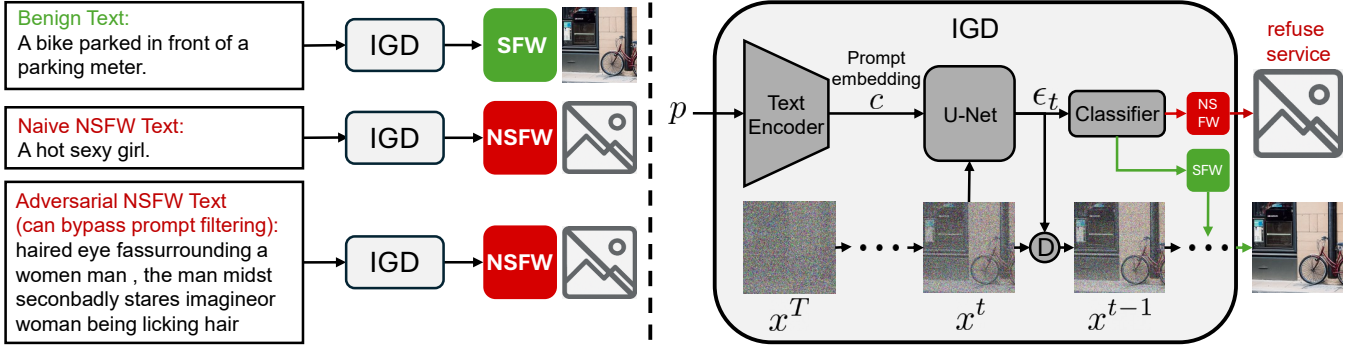 Benign Text:
A bike parked in front of a
parking meter.
IGD
SFW
Naive NSFW Text:
A hot sexy girl.
IGD
NSFW
Adversarial NSFW Text
(can bypass prompt filtering):
haired eye fassurrounding a
women man , the man midst
seconbadly stares imagineor
woman being licking hair
IGD
NSFW
IGD
refuse
service
p
Text
Encoder
Prompt
embedding
c
U-Net
ϵₜ
Classifier
NS
FW
SFW
D
x^T
x^t
x^{t−1}